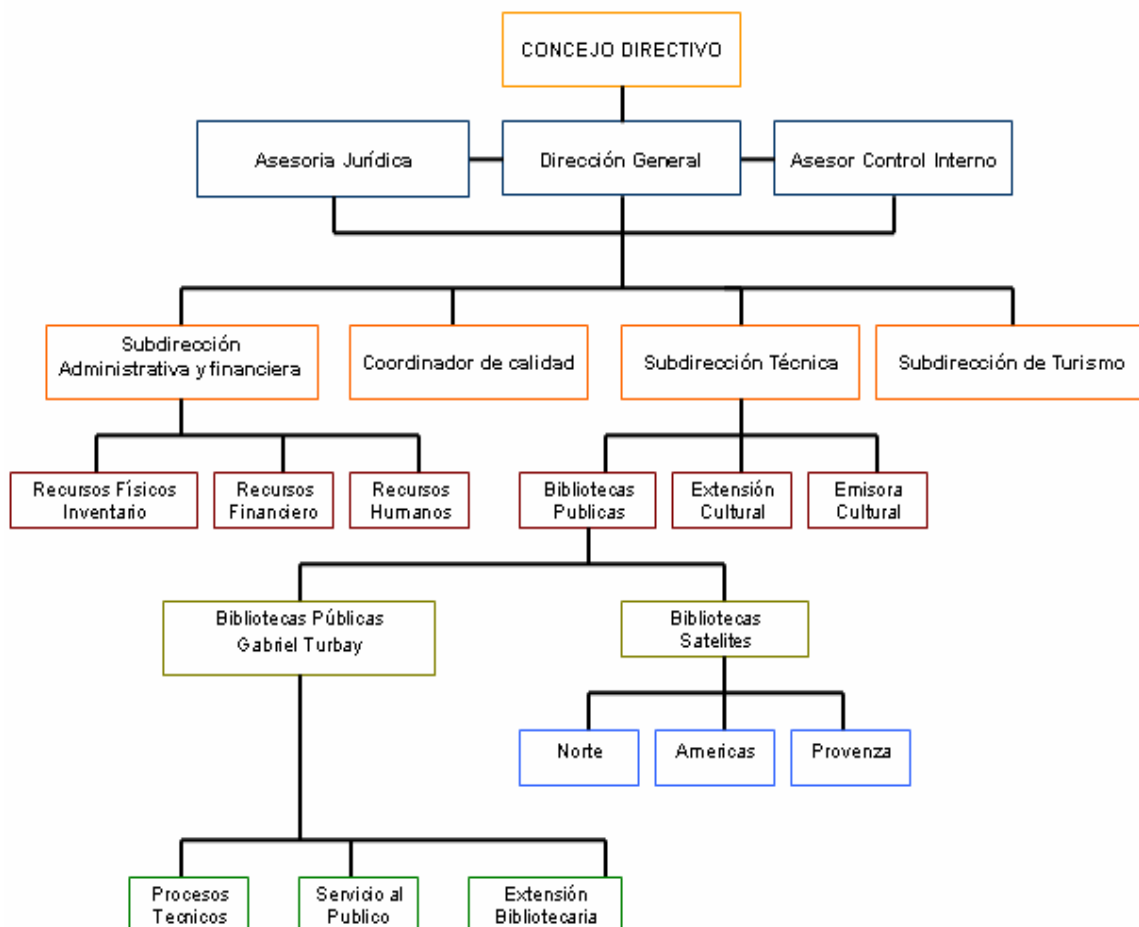 CONCEJO DIRECTIVO
Asesoria Jurídica
Dirección General
Asesor Control Interno
Subdirección
Administrativa y financiera
Coordinador de calidad
Subdirección Técnica
Subdirección de Turismo
Recursos Físicos
Inventario
Recursos
Financiero
Recursos
Humanos
Bibliotecas
Publicas
Extensión
Cultural
Emisora
Cultural
Bibliotecas Públicas
Gabriel Turbay
Bibliotecas
Satelites
Norte
Americas
Provenza
Procesos
Tecnicos
Servicio al
Publico
Extensión
Bibliotecaria